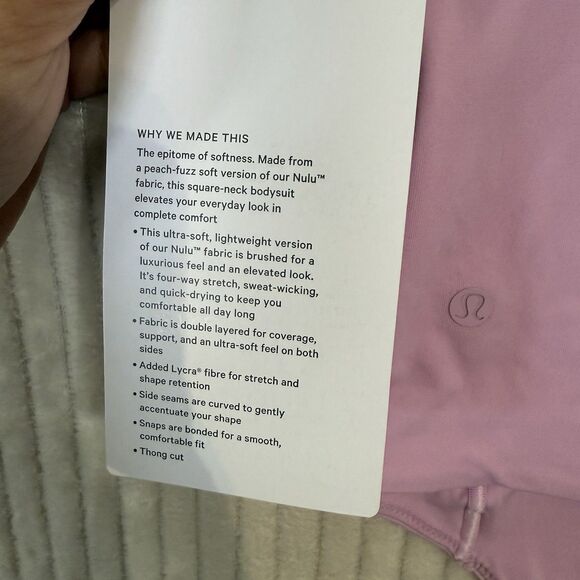 WHY WE MADE THIS
The epitome of softness. Made from
a peach-fuzz soft version of our Nulu™
fabric, this square-neck bodysuit
elevates your everyday look in
complete comfort
• This ultra-soft, lightweight version
of our Nulu™ fabric is brushed for a
luxurious feel and an elevated look.
It's four-way stretch, sweat-wicking,
and quick-drying to keep you
comfortable all day long
• Fabric is double layered for coverage,
support, and an ultra-soft feel on both
sides
• Added Lycra® fibre for stretch and
shape retention
• Side seams are curved to gently
accentuate your shape
• Snaps are bonded for a smooth,
comfortable fit
• Thong cut